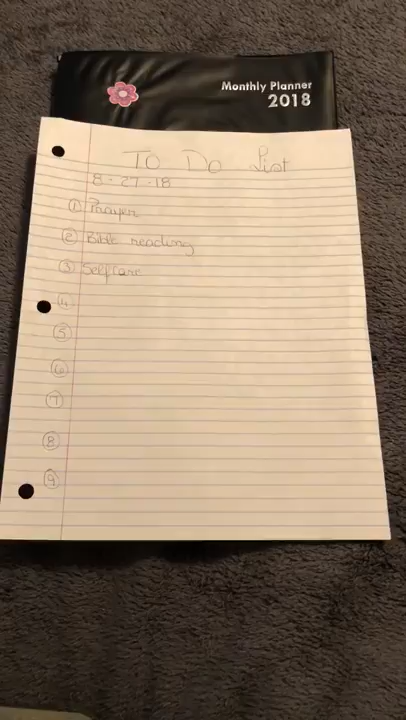 Monthly Planner
2018
To Do List
8-27-18
① Prayer
② Bible reading
③ Selfcare
④
⑤
⑥
⑦
⑧
⑨